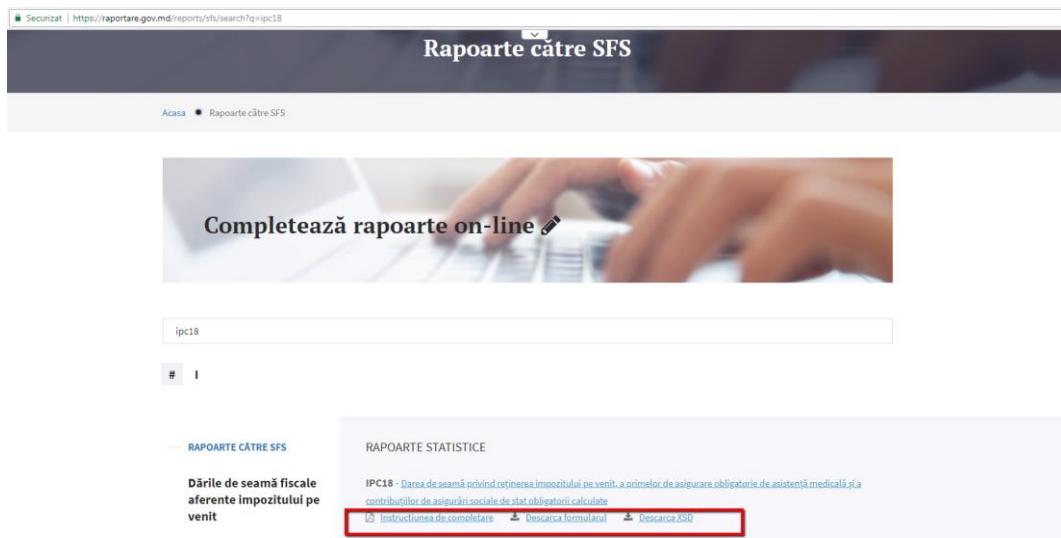 Securizat | https://raportare.gov.md/reports/sfs/search?q=ipc18
Rapoarte către SFS
Acasa Rapoarte către SFS
Completează rapoarte on-line
ipc18
# I
RAPOARTE CĂTRE SFS
Dările de seamă fiscale
aferente impozitului pe
venit
RAPOARTE STATISTICE
IPC18 - Darea de seamă privind reținerea impozitului pe venit, a primelor de asigurare obligatorie de asistență medicală și a
contribuțiilor de asigurări sociale de stat obligatorii calculate
Instructiunea de completare Descarca formularul Descarca XSD